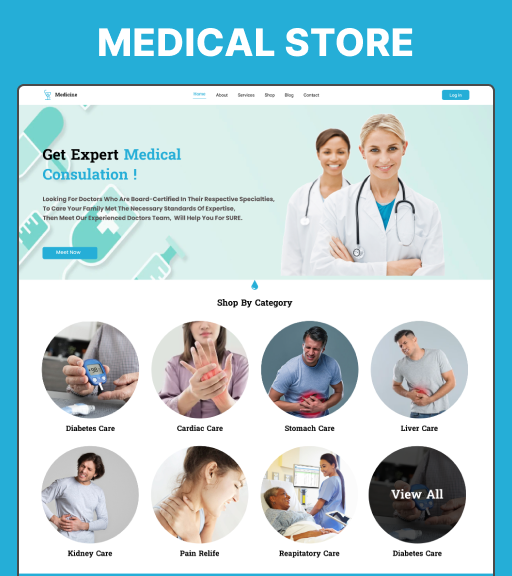 MEDICAL STORE
Medicine
Home About Services Shop Blog Contact
Log In
Get Expert Medical
Consulation !
Looking For Doctors Who Are Board-Certified In Their Respective Specialties,
To Care Your Family Met The Necessary Standards Of Expertise,
Then Meet Our Experienced Doctors Team, Will Help You For SURE.
Meet Now
Shop By Category
Diabetes Care Cardiac Care Stomach Care Liver Care
View All
Kidney Care Pain Relife Reapitatory Care Diabetes Care